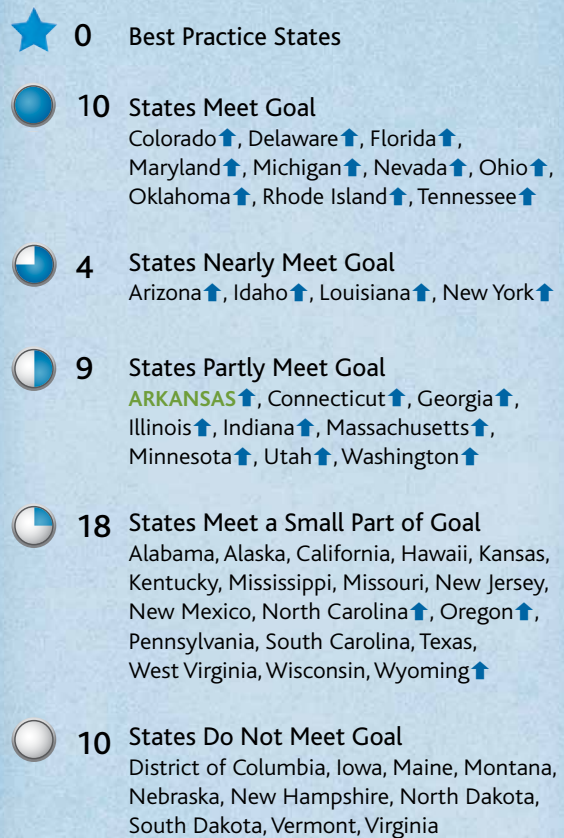 0 Best Practice States
10 States Meet Goal
Colorado⬆, Delaware⬆, Florida⬆,
Maryland⬆, Michigan⬆, Nevada⬆, Ohio⬆,
Oklahoma⬆, Rhode Island⬆, Tennessee⬆
4 States Nearly Meet Goal
Arizona⬆, Idaho⬆, Louisiana⬆, New York⬆
9 States Partly Meet Goal
ARKANSAS⬆, Connecticut⬆, Georgia⬆,
Illinois⬆, Indiana⬆, Massachusetts⬆,
Minnesota⬆, Utah⬆, Washington⬆
18 States Meet a Small Part of Goal
Alabama, Alaska, California, Hawaii, Kansas,
Kentucky, Mississippi, Missouri, New Jersey,
New Mexico, North Carolina⬆, Oregon⬆,
Pennsylvania, South Carolina, Texas,
West Virginia, Wisconsin, Wyoming⬆
10 States Do Not Meet Goal
District of Columbia, Iowa, Maine, Montana,
Nebraska, New Hampshire, North Dakota,
South Dakota, Vermont, Virginia